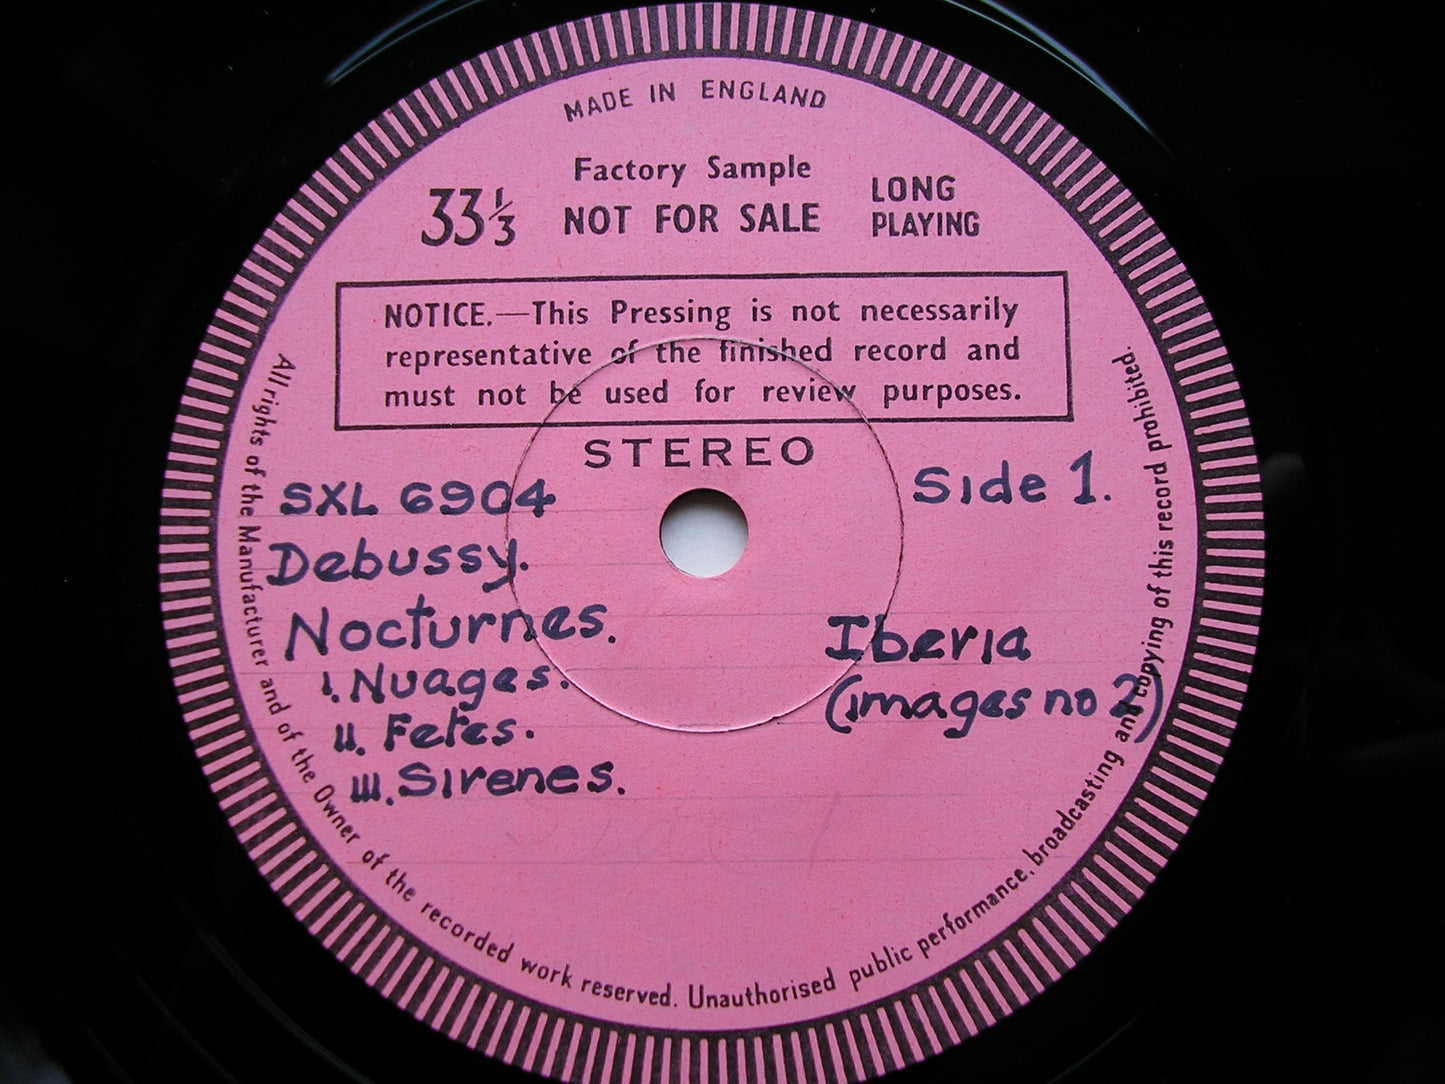 MADE IN ENGLAND
Factory Sample
33⅓ NOT FOR SALE LONG PLAYING
NOTICE.—This Pressing is not necessarily
representative of the finished record and
must not be used for review purposes.
STEREO
SXL 6904 Side 1.
Debussy.
Nocturnes. Iberia
i. Nuages. (images no 2)
ii. Fetes.
iii. Sirenes.
Side 1
All rights of the Manufacturer and of the Owner of the recorded work reserved. Unauthorised public performance, broadcasting and copying of this record prohibited.